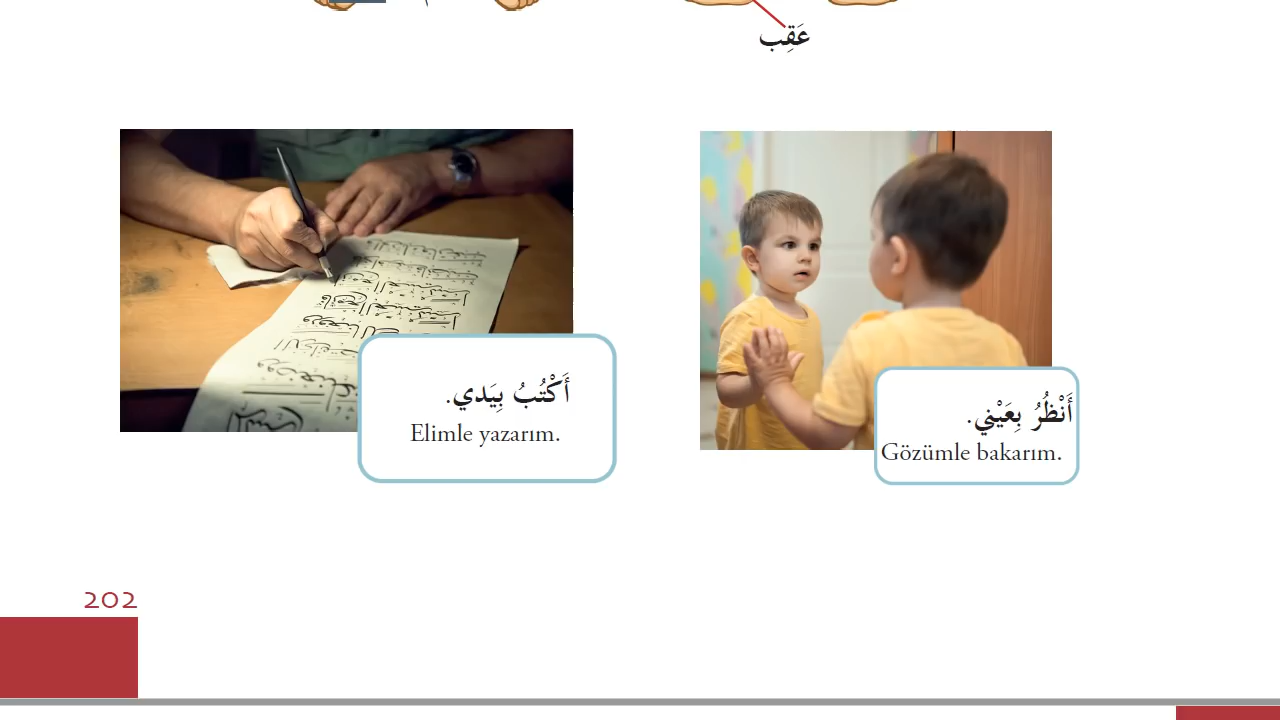 عَقِب
أَكْتُبُ بِيَدي.
Elimle yazarım.
أَنْظُرُ بِعَيْني.
Gözümle bakarım.
202